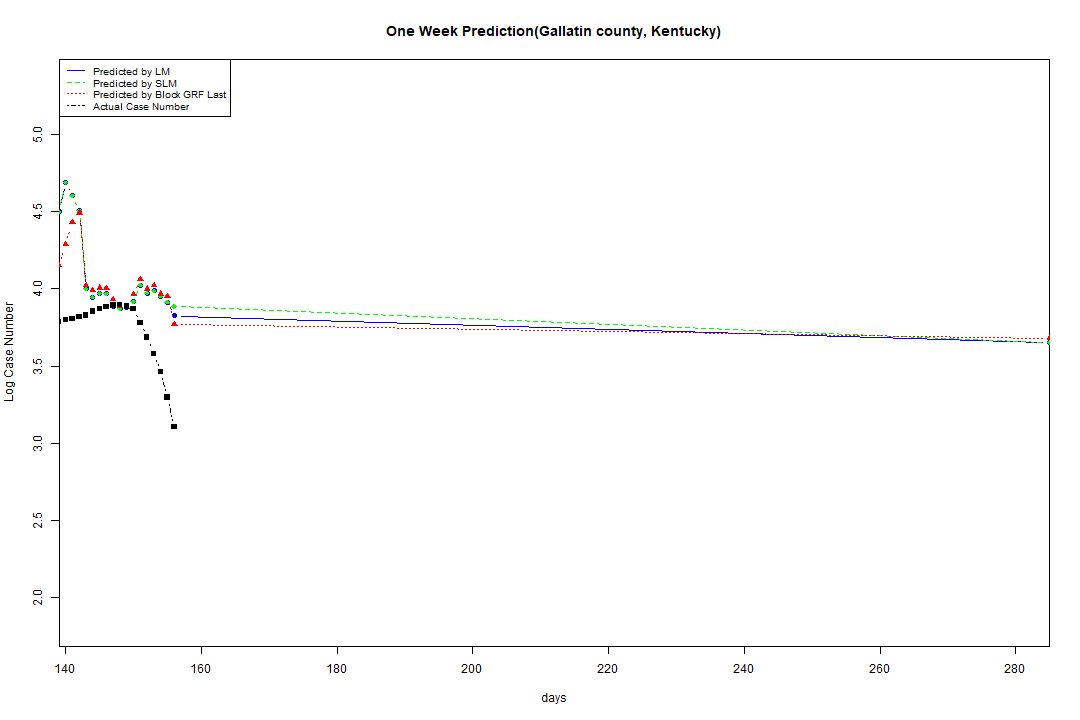 One Week Prediction(Gallatin county, Kentucky)
Predicted by LM
Predicted by SLM
Predicted by Block GRF Last
Actual Case Number
5.0
4.5
4.0
3.5
3.0
2.5
2.0
Log Case Number
140 160 180 200 220 240 260 280
days